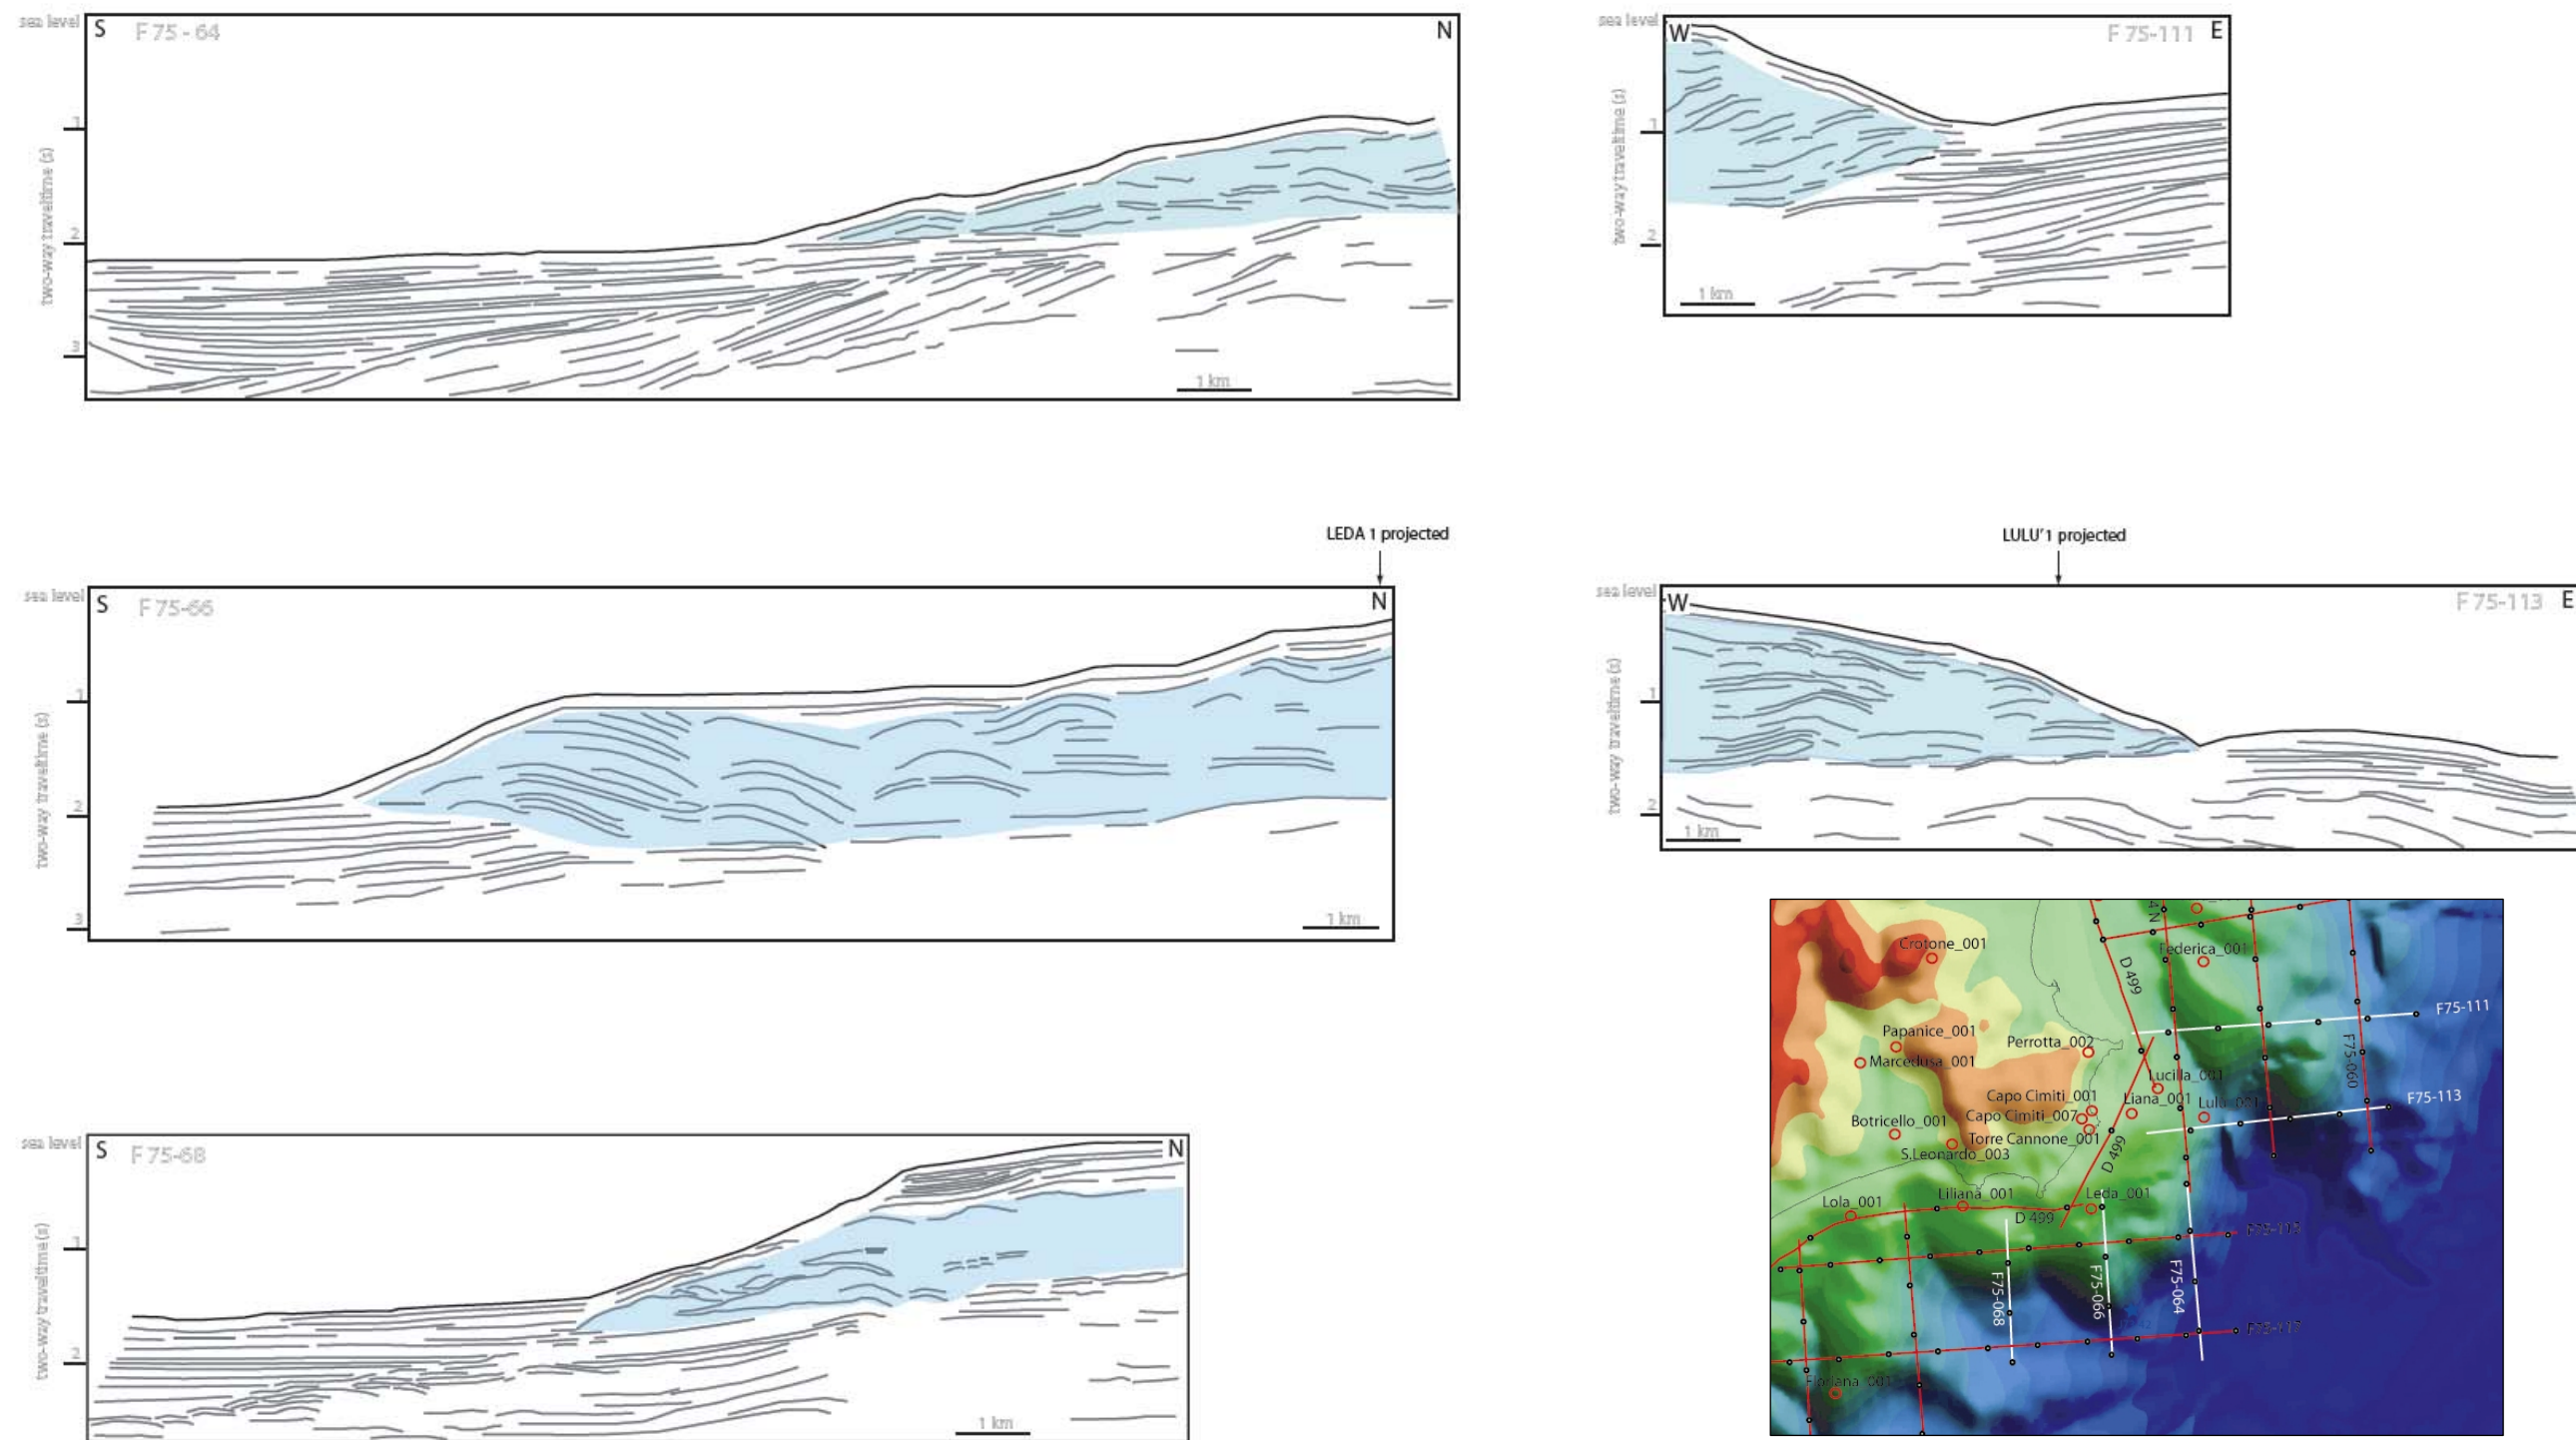 sea level
S
F 75 - 64
N
1
2
3
two-way traveltime (s)
1 km
sea level
W
F 75-111
E
1
2
two-way traveltime (s)
1 km
LEDA 1 projected
sea level
S
F 75-66
N
1
2
3
two-way traveltime (s)
1 km
LULU'1 projected
sea level
W
F 75-113
E
1
2
two-way traveltime (s)
1 km
sea level
S
F 75-68
N
1
2
two-way traveltime (s)
1 km
Crotone_001
Federica_001
4 N
D 499
F75-111
Papanice_001
Perrotta_002
Marcedusa_001
F75-060
Lucilla_001
Capo Cimiti_001
Liana_001
F75-113
Botricello_001
Capo Cimiti_007
Torre Cannone_001
S.Leonardo_003
D 499
Lola_001
Liliana_001
Leda_001
D 499
F75-068
F75-066
F75-064
F75-117